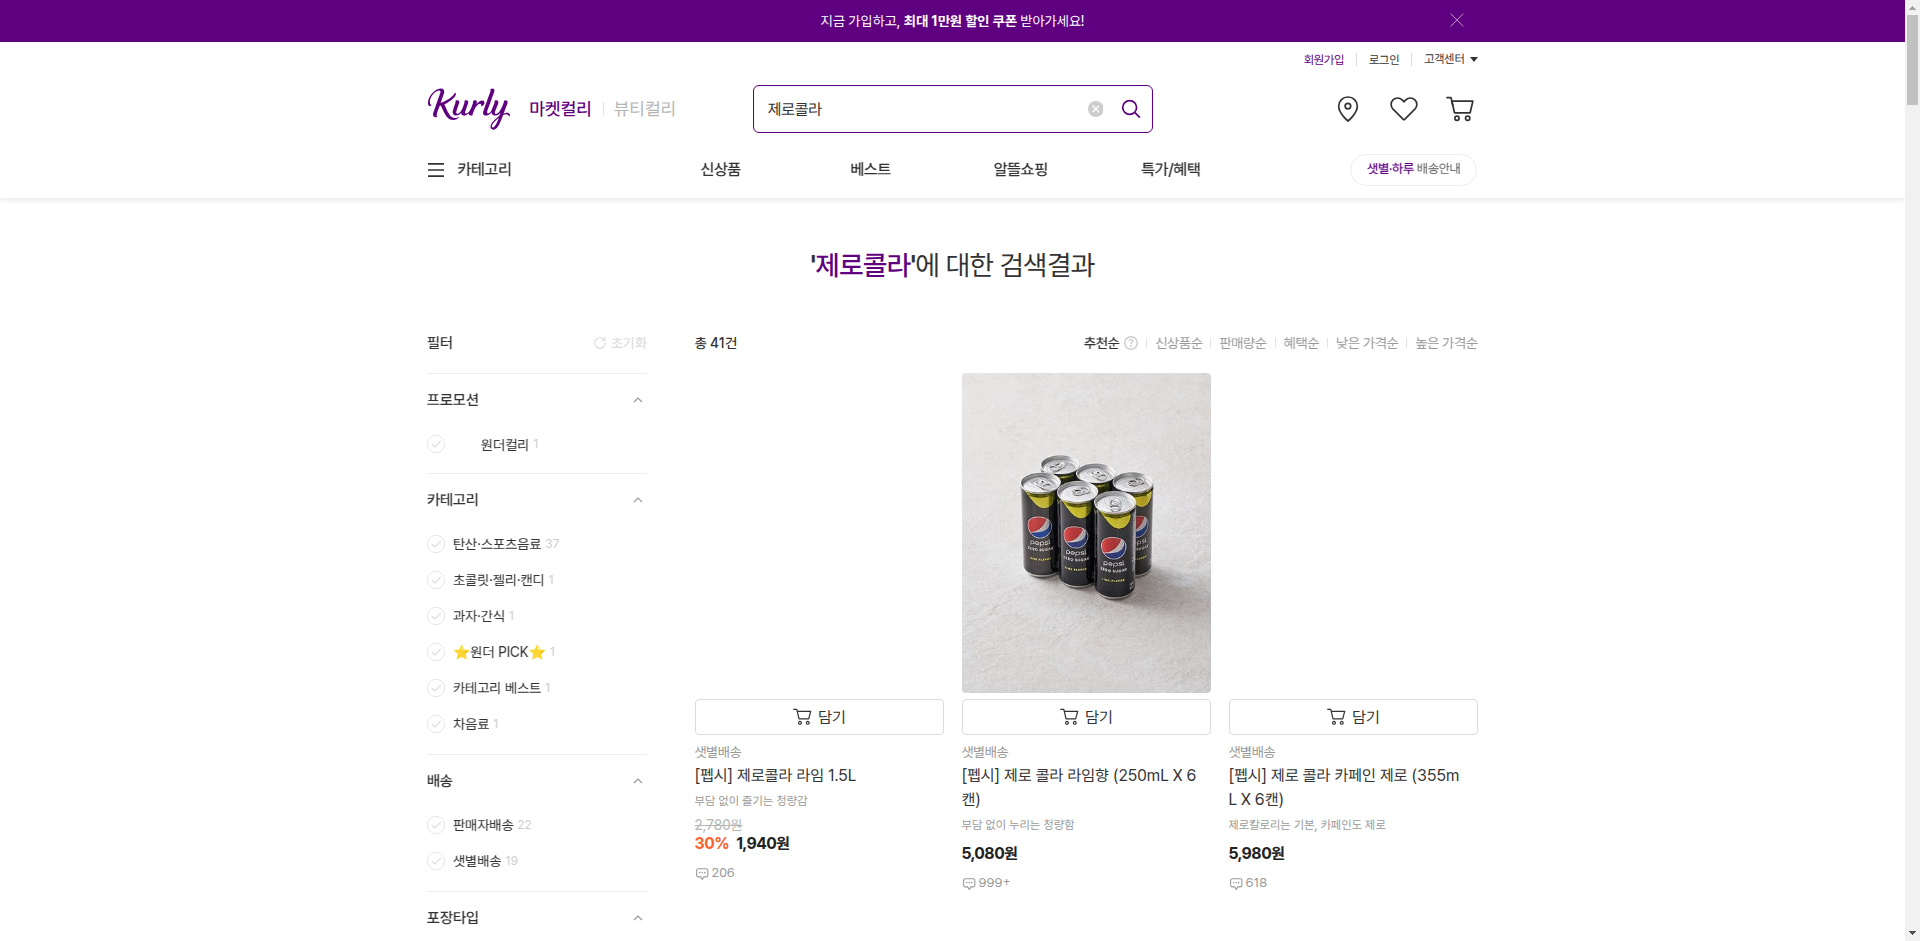 지금 가입하고, 최대 1만원 할인 쿠폰 받아가세요!
회원가입
로그인
고객센터
Kurly
마켓컬리
뷰티컬리
제로콜라
카테고리
신상품
베스트
알뜰쇼핑
특가/혜택
샛별·하루 배송안내
'제로콜라'에 대한 검색결과
필터
초기화
총 41건
추천순
신상품순
판매량순
혜택순
낮은 가격순
높은 가격순
프로모션
원더컬리 1
카테고리
탄산·스포츠음료 37
초콜릿·젤리·캔디 1
과자·간식 1
⭐원더 PICK⭐ 1
카테고리 베스트 1
차음료 1
배송
판매자배송 22
샛별배송 19
포장타입
담기
샛별배송
[펩시] 제로콜라 라임 1.5L
부담 없이 즐기는 청량감
2,780원
30% 1,940원
206
pepsi
ZERO SUGAR
pepsi
ZERO SUGAR
pepsi
ZERO SUGAR
담기
샛별배송
[펩시] 제로 콜라 라임향 (250mL X 6
캔)
부담 없이 누리는 청량함
5,080원
999+
담기
샛별배송
[펩시] 제로 콜라 카페인 제로 (355m
L X 6캔)
제로칼로리는 기본, 카페인도 제로
5,980원
618